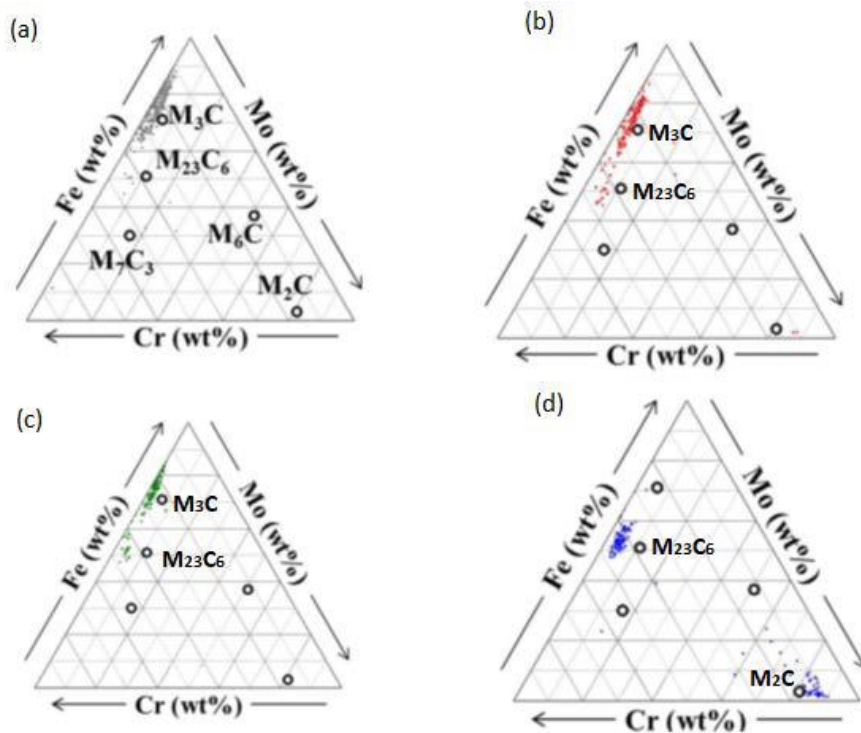 (a)
Fe (wt%)
Mo (wt%)
Cr (wt%)
M₃C
M₂₃C₆
M₆C
M₇C₃
M₂C
(b)
Fe (wt%)
Mo (wt%)
Cr (wt%)
M₃C
M₂₃C₆
(c)
Fe (wt%)
Mo (wt%)
Cr (wt%)
M₃C
M₂₃C₆
(d)
Fe (wt%)
Mo (wt%)
Cr (wt%)
M₂₃C₆
M₂C